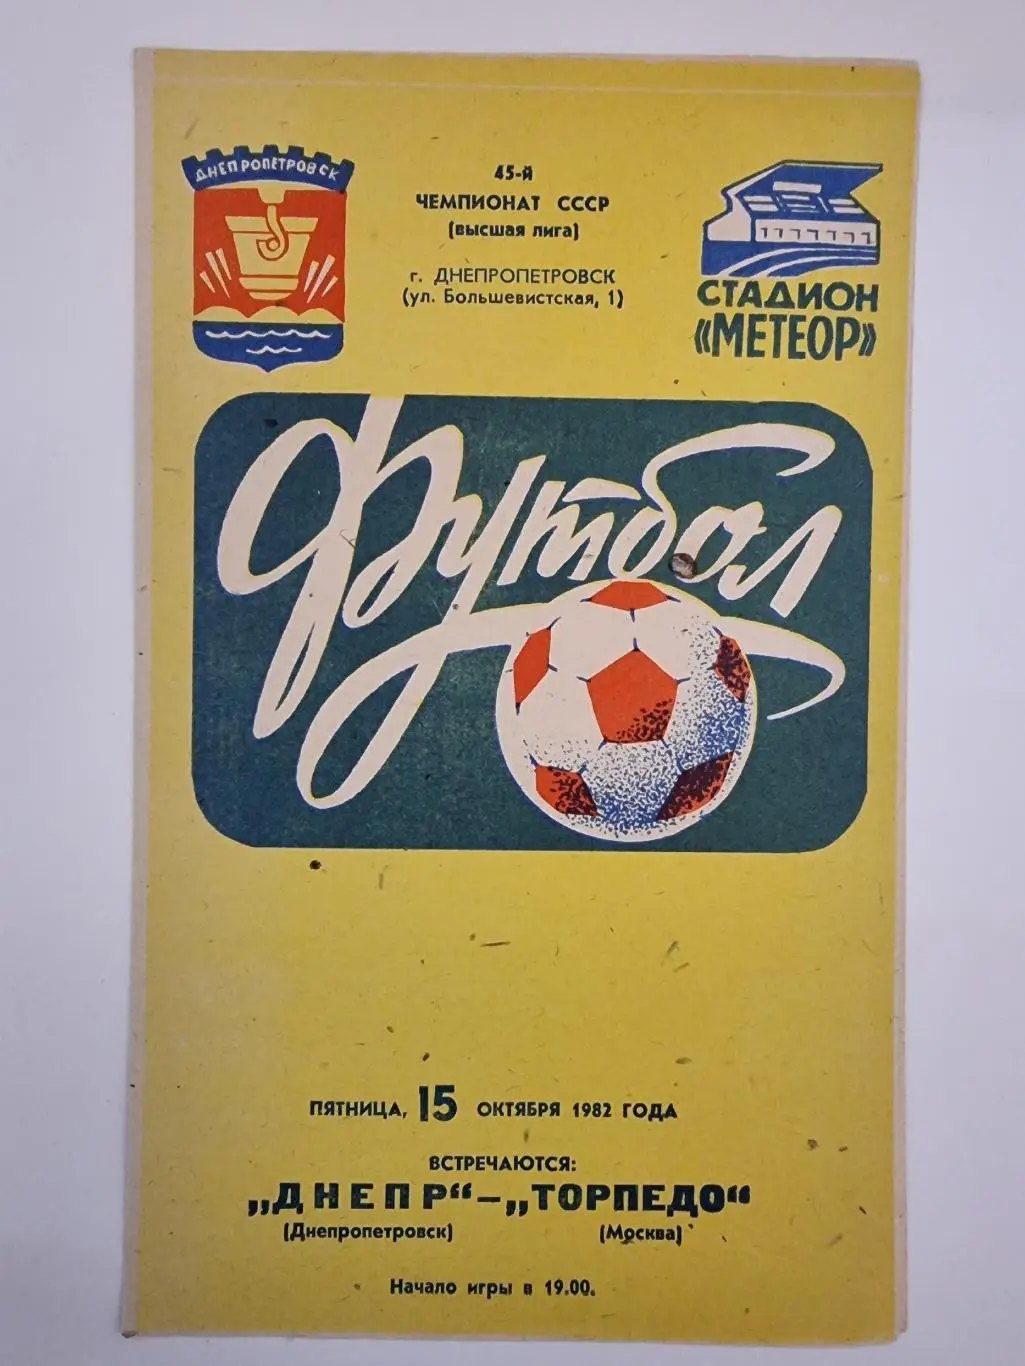 ДНЕПРОПЕТРОВСК
45-й
ЧЕМПИОНАТ СССР
(высшая лига)
г. ДНЕПРОПЕТРОВСК
(ул. Большевистская, 1)
СТАДИОН
«МЕТЕОР»
Футбол
ПЯТНИЦА, 15 ОКТЯБРЯ 1982 ГОДА
ВСТРЕЧАЮТСЯ:
„ДНЕПР“–„ТОРПЕДО“
(Днепропетровск) (Москва)
Начало игры в 19.00.